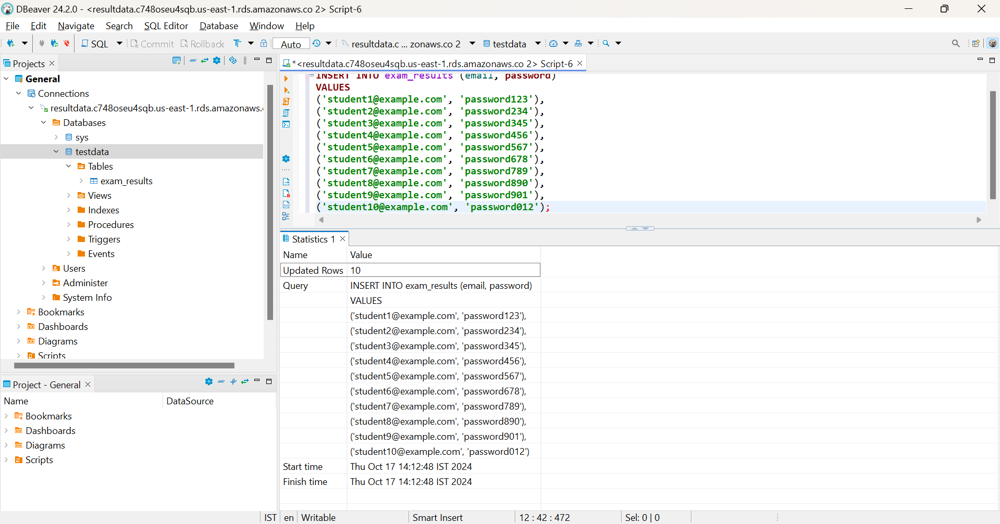 DBeaver 24.2.0 - <resultdata.c748oseu4sqb.us-east-1.rds.amazonaws.co 2> Script-6
File Edit Navigate Search SQL Editor Database Window Help
SQL Commit Rollback Auto resultdata.c ... zonaws.co 2 testdata
Projects
General
Connections
resultdata.c748oseu4sqb.us-east-1.rds.amazonaws.
Databases
sys
testdata
Tables
exam_results
Views
Indexes
Procedures
Triggers
Events
Users
Administer
System Info
Bookmarks
Dashboards
Diagrams
Scripts
Project - General
Name DataSource
Bookmarks
Dashboards
Diagrams
Scripts
*<resultdata.c748oseu4sqb.us-east-1.rds.amazonaws.co 2> Script-6
INSERT INTO exam_results (email, password)
VALUES
('student1@example.com', 'password123'),
('student2@example.com', 'password234'),
('student3@example.com', 'password345'),
('student4@example.com', 'password456'),
('student5@example.com', 'password567'),
('student6@example.com', 'password678'),
('student7@example.com', 'password789'),
('student8@example.com', 'password890'),
('student9@example.com', 'password901'),
('student10@example.com', 'password012');
Statistics 1
Name Value
Updated Rows 10
Query INSERT INTO exam_results (email, password)
VALUES
('student1@example.com', 'password123'),
('student2@example.com', 'password234'),
('student3@example.com', 'password345'),
('student4@example.com', 'password456'),
('student5@example.com', 'password567'),
('student6@example.com', 'password678'),
('student7@example.com', 'password789'),
('student8@example.com', 'password890'),
('student9@example.com', 'password901'),
('student10@example.com', 'password012')
Start time Thu Oct 17 14:12:48 IST 2024
Finish time Thu Oct 17 14:12:48 IST 2024
IST en Writable Smart Insert 12 : 42 : 472 Sel: 0 | 0